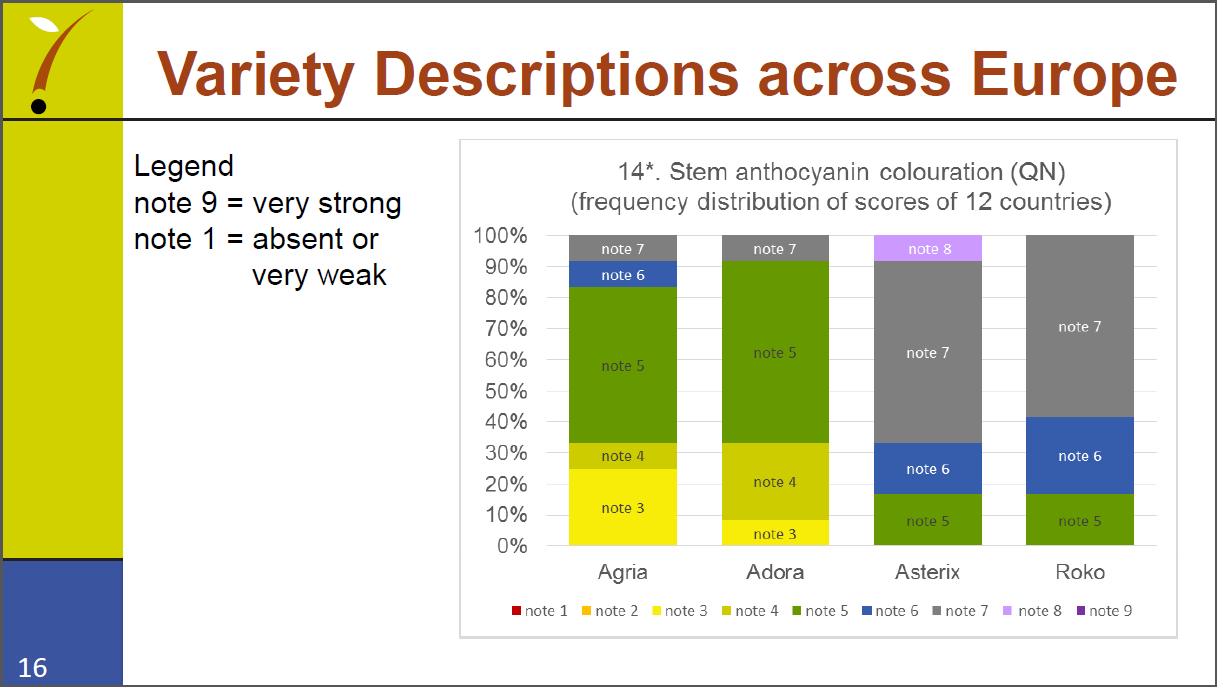 Variety Descriptions across Europe
Legend
note 9 = very strong
note 1 = absent or
very weak
14*. Stem anthocyanin colouration (QN)
(frequency distribution of scores of 12 countries)
100%
90%
80%
70%
60%
50%
40%
30%
20%
10%
0%
note 7
note 6
note 5
note 4
note 3
note 7
note 5
note 4
note 3
note 8
note 7
note 6
note 5
note 7
note 6
note 5
Agria Adora Asterix Roko
note 1 note 2 note 3 note 4 note 5 note 6 note 7 note 8 note 9
16